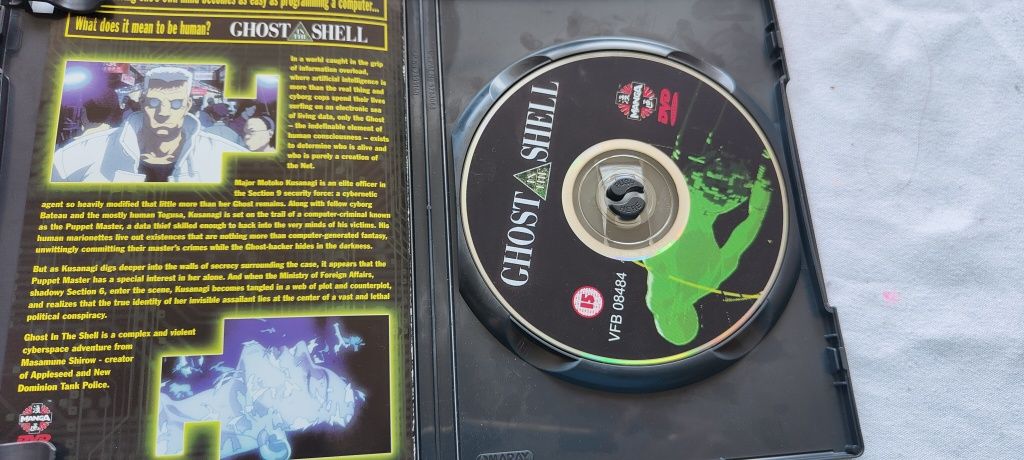 as easy as programming a computer...
What does it mean to be human? GHOST IN THE SHELL
In a world caught in the grip
of information overload,
where artificial intelligence is
more than the real thing and
cyborg cops spend their lives
surfing on an electronic sea
of living data, only the Ghost
– the indefinable element of
human consciousness – exists
to determine who is alive and
who is purely a creation of
the Net.
Major Motoko Kusanagi is an elite officer in
the Section 9 security force: a cybernetic
agent so heavily modified that little more than her Ghost remains. Along with fellow cyborg
Bateau and the mostly human Togusa, Kusanagi is set on the trail of a computer-criminal known
as the Puppet Master, a data thief skilled enough to hack into the very minds of his victims. His
human marionettes live out existences that are nothing more than computer-generated fantasy,
unwittingly committing their master's crimes while the Ghost-hacker hides in the darkness.
But as Kusanagi digs deeper into the walls of secrecy surrounding the case, it appears that the
Puppet Master has a special interest in her alone. And when the Ministry of Foreign Affairs,
shadowy Section 6, enter the scene, Kusanagi becomes tangled in a web of plot and counterplot,
and realizes that the true identity of her invisible assailant lies at the center of a vast and lethal
political conspiracy.
Ghost In The Shell is a complex and violent
cyberspace adventure from
Masamune Shirow - creator
of Appleseed and New
Dominion Tank Police.
MANGA
DVD
GHOST IN THE SHELL
MANGA
DVD
15
VFB 08484
AMARAY